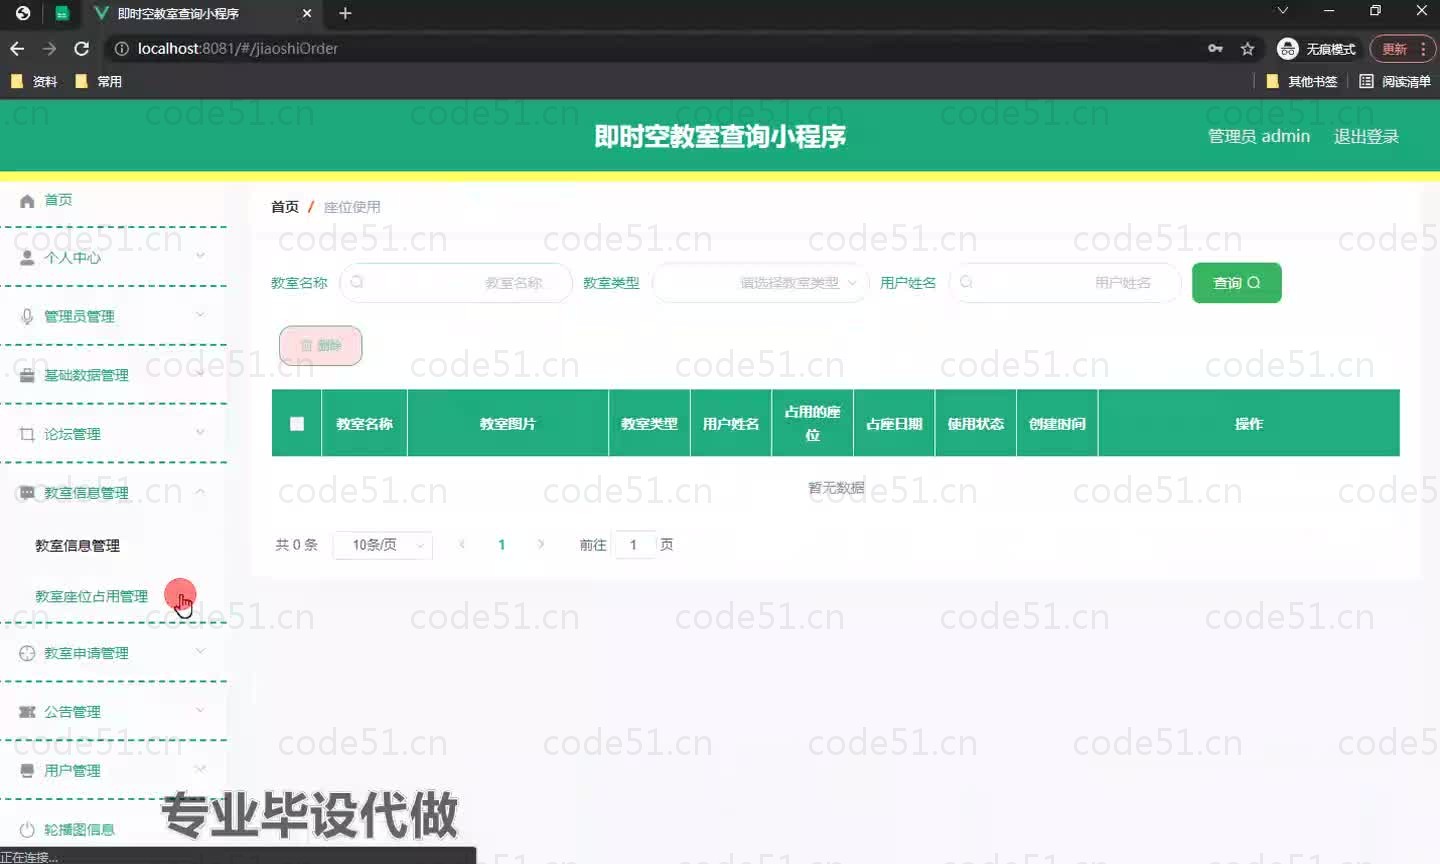 即时空教室查询小程序
localhost:8081/#/jiaoshiOrder
无痕模式
更新
资料
常用
其他书签
阅读清单
即时空教室查询小程序
管理员 admin
退出登录
首页
个人中心
管理员管理
基础数据管理
论坛管理
教室信息管理
教室信息管理
教室座位占用管理
教室申请管理
公告管理
用户管理
轮播图信息
首页 / 座位使用
教室名称 教室名称 教室类型 请选择教室类型 用户姓名 用户姓名 查询
删除
教室名称 教室图片 教室类型 用户姓名 占用的座位 占座日期 使用状态 创建时间 操作
暂无数据
共 0 条 10条/页 1 前往 1 页
专业毕设代做
正在连接...
code51.cn